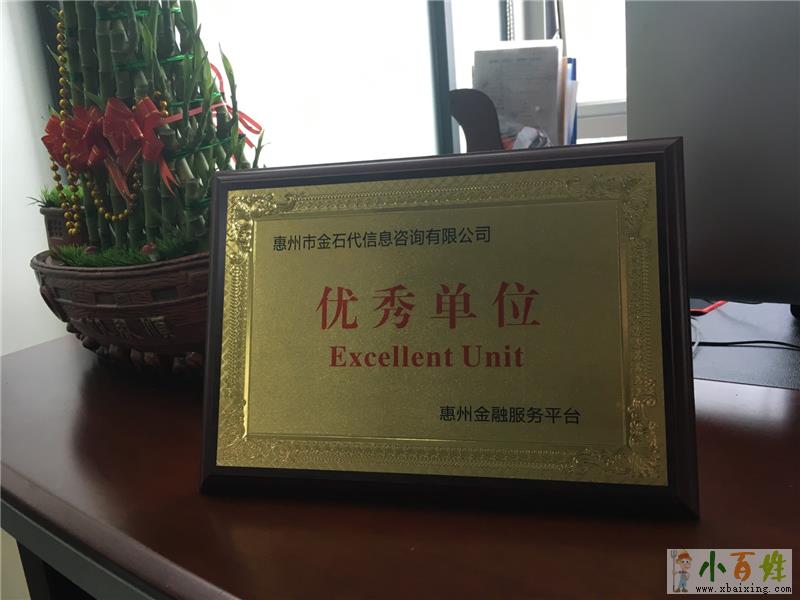 惠州市金石代信息咨询有限公司
优秀单位
Excellent Unit
惠州金融服务平台
小百姓
www.xbaixing.com